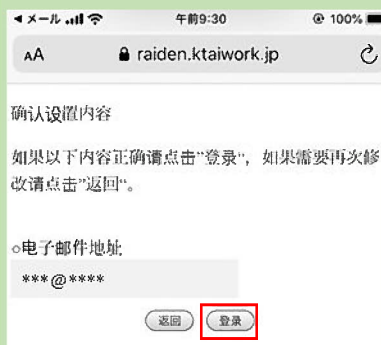 メール 午前9:30 100%
AA raiden.ktaiwork.jp
确认设置内容
如果以下内容正确请点击"登录"，如果需要再次修
改请点击"返回"。
○电子邮件地址
***@****
返回 登录